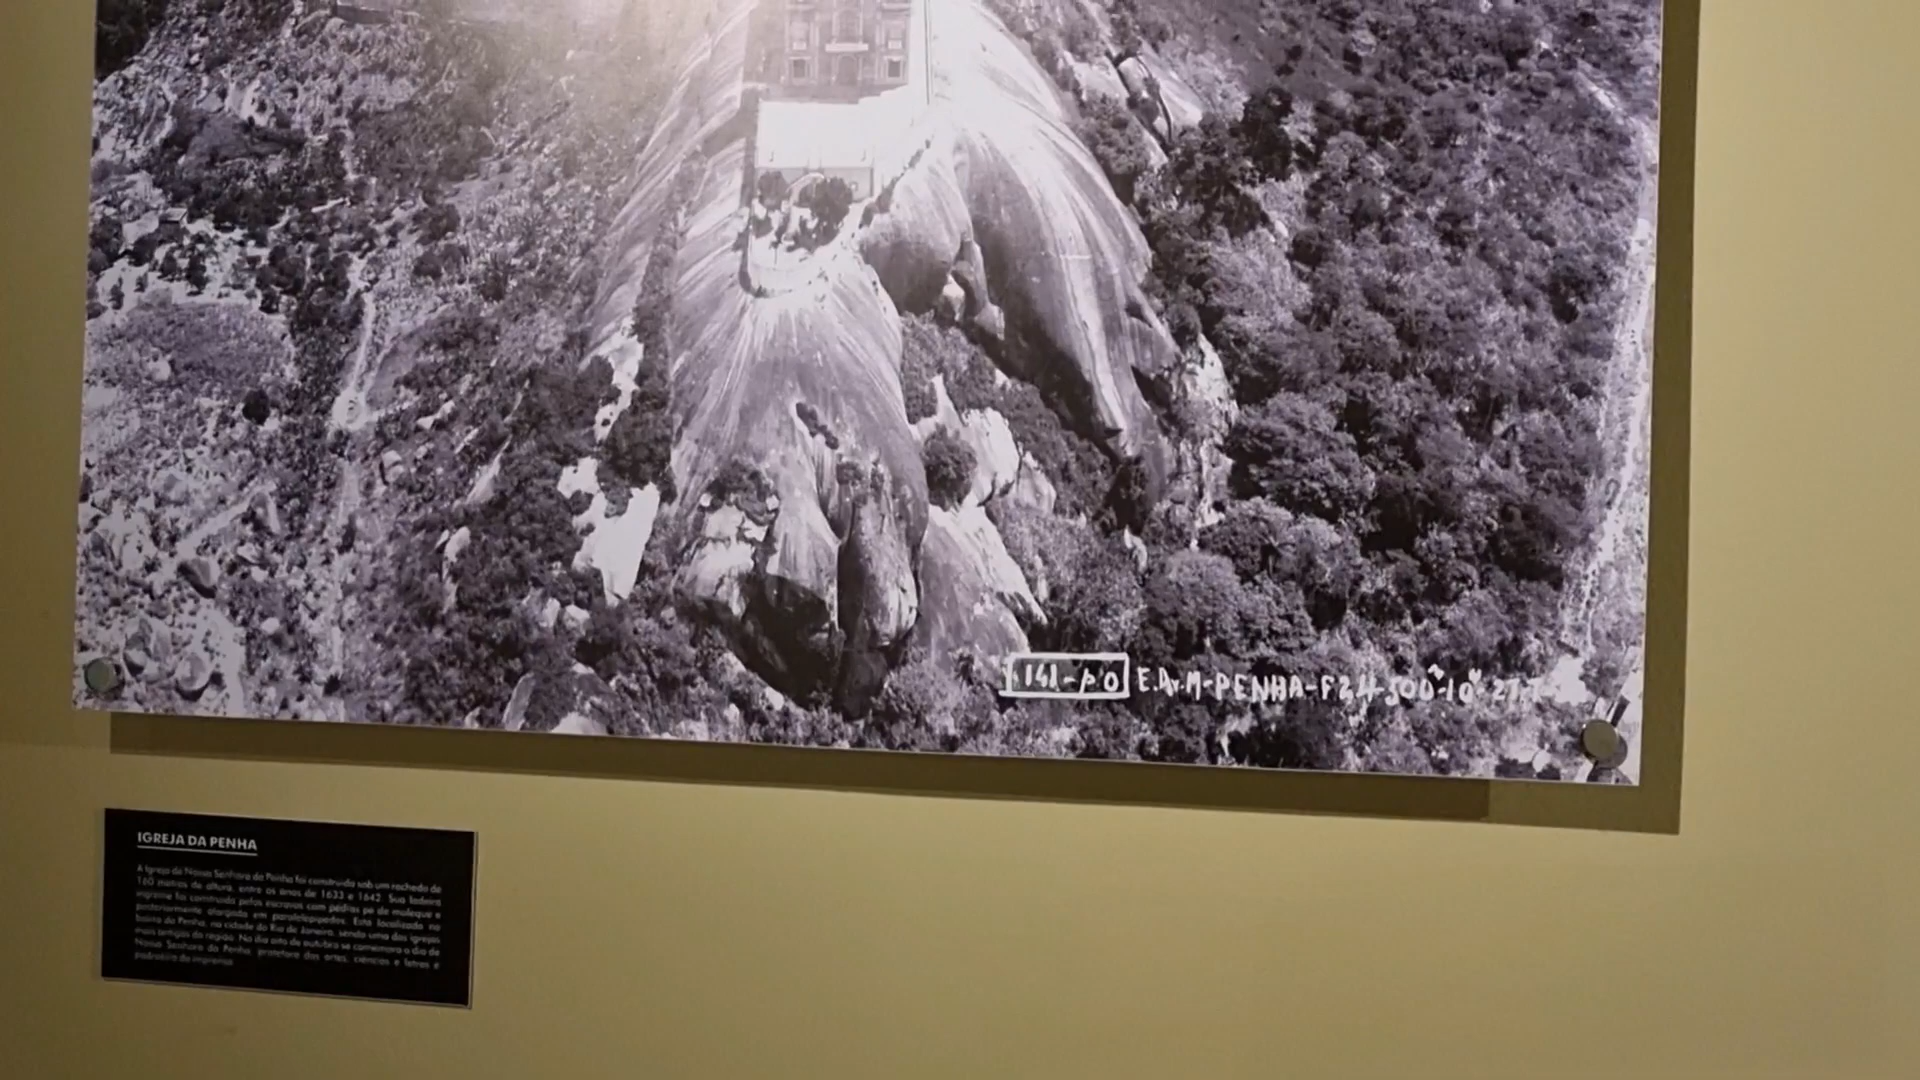 141-PO E.Av.M-PENHA-F24-500-10-27.7
IGREJA DA PENHA
A Igreja de Nossa Senhora da Penha foi construída sob um rochedo de
160 metros de altura, entre os anos de 1633 e 1642. Sua ladeira
íngreme foi construída pelos escravos com pedras pé de moleque e
posteriormente alargada em paralelepípedos. Está localizada no
bairro da Penha, na cidade do Rio de Janeiro, sendo uma das igrejas
mais antigas da região. No dia oito de outubro se comemora o dia de
Nossa Senhora da Penha, protetora das artes, ciências e letras e
padroeira da imprensa